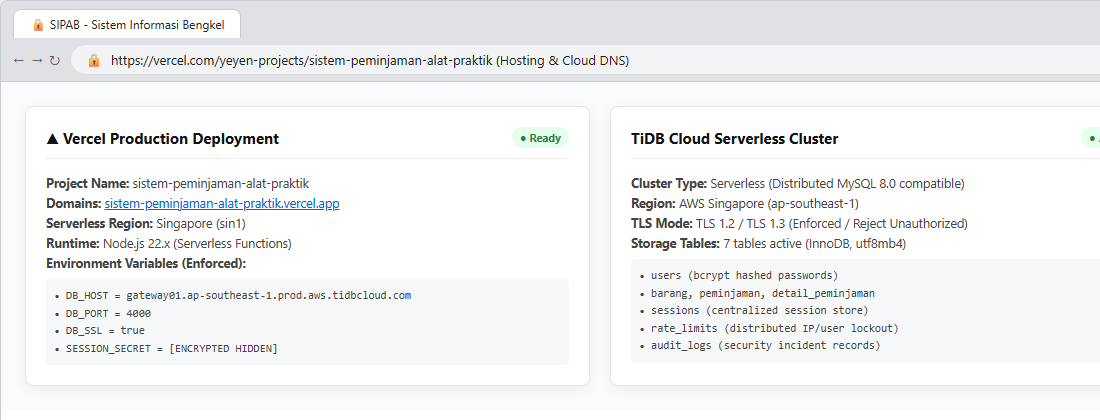 SIPAB - Sistem Informasi Bengkel
https://vercel.com/yeyen-projects/sistem-peminjaman-alat-praktik (Hosting & Cloud DNS)
▲ Vercel Production Deployment
● Ready
Project Name: sistem-peminjaman-alat-praktik
Domains: sistem-peminjaman-alat-praktik.vercel.app
Serverless Region: Singapore (sin1)
Runtime: Node.js 22.x (Serverless Functions)
Environment Variables (Enforced):
• DB_HOST = gateway01.ap-southeast-1.prod.aws.tidbcloud.com
• DB_PORT = 4000
• DB_SSL = true
• SESSION_SECRET = [ENCRYPTED HIDDEN]
TiDB Cloud Serverless Cluster
Cluster Type: Serverless (Distributed MySQL 8.0 compatible)
Region: AWS Singapore (ap-southeast-1)
TLS Mode: TLS 1.2 / TLS 1.3 (Enforced / Reject Unauthorized)
Storage Tables: 7 tables active (InnoDB, utf8mb4)
• users (bcrypt hashed passwords)
• barang, peminjaman, detail_peminjaman
• sessions (centralized session store)
• rate_limits (distributed IP/user lockout)
• audit_logs (security incident records)